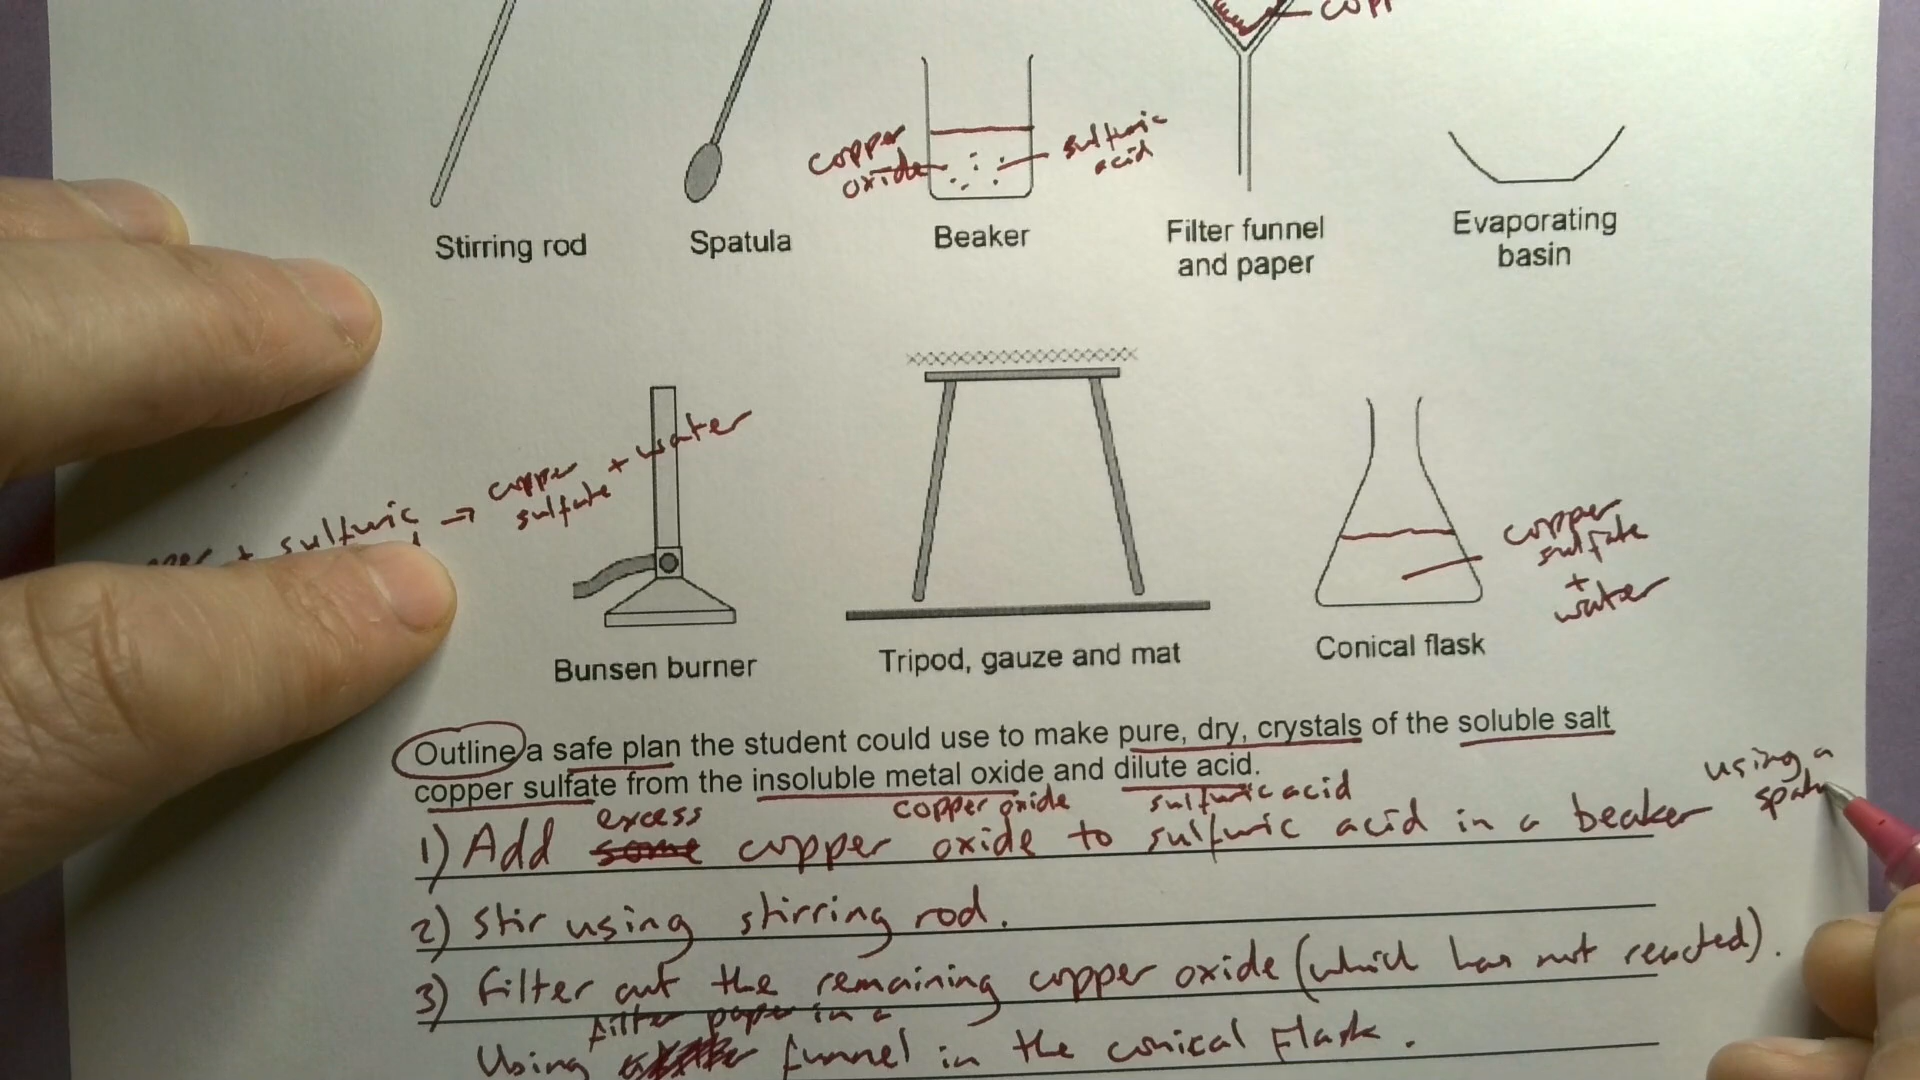 copper
oxide
sulfuric
acid
Stirring rod
Spatula
Beaker
Filter funnel
and paper
Evaporating
basin
+ sulfuric → copper
sulfate + water
copper
sulfate
+
water
Bunsen burner
Tripod, gauze and mat
Conical flask
Outline a safe plan the student could use to make pure, dry, crystals of the soluble salt
copper sulfate from the insoluble metal oxide and dilute acid.
copper oxide sulfuric acid
using a
excess
1) Add some copper oxide to sulfuric acid in a beaker
2) Stir using stirring rod.
3) Filter out the remaining copper oxide (which has not reacted).
filter paper in a
Using funnel in the conical flask.